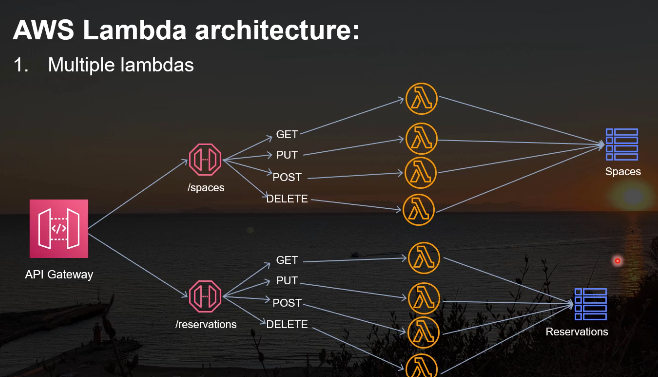 AWS Lambda architecture:
1. Multiple lambdas
GET
PUT
POST
DELETE
/spaces
Spaces
API Gateway
GET
PUT
POST
DELETE
/reservations
Reservations